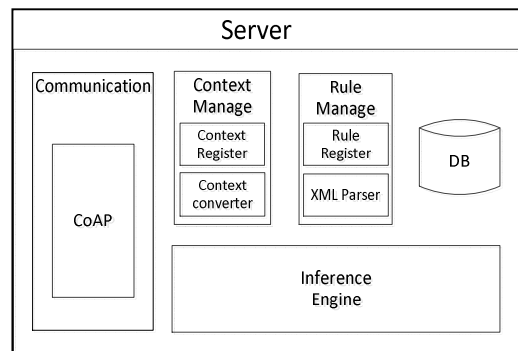 Server
Communication
CoAP
Context
Manage
Context
Register
Context
converter
Rule
Manage
Rule
Register
XML Parser
DB
Inference
Engine